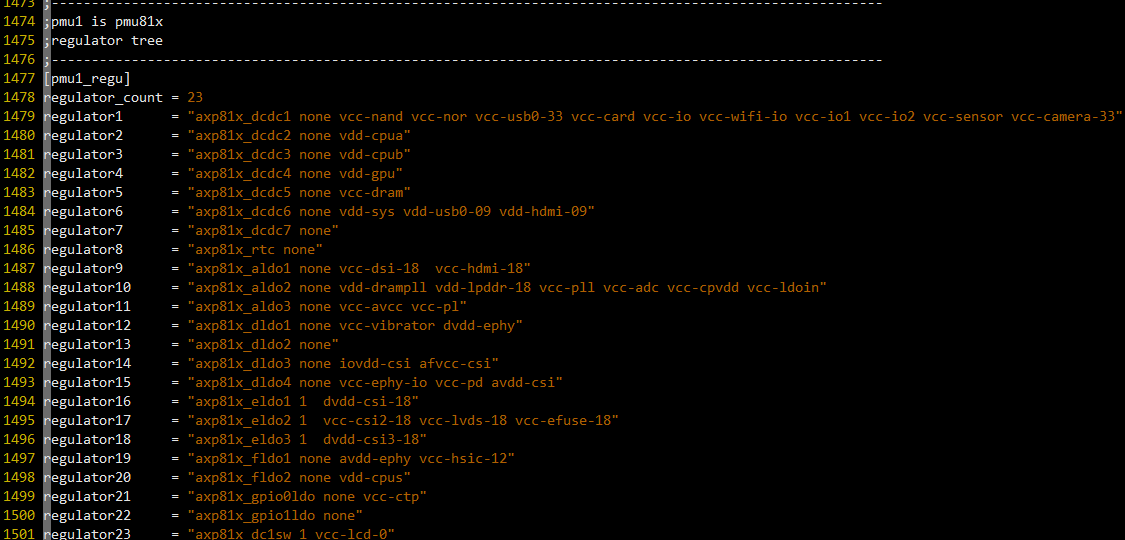 1473 ;-------------------------------------------------------------------------------------------------------
1474 ;pmu1 is pmu81x
1475 ;regulator tree
1476 ;-------------------------------------------------------------------------------------------------------
1477 [pmu1_regu]
1478 regulator_count = 23
1479 regulator1      = "axp81x_dcdc1 none vcc-nand vcc-nor vcc-usb0-33 vcc-card vcc-io vcc-wifi-io vcc-io1 vcc-io2 vcc-sensor vcc-camera-33"
1480 regulator2      = "axp81x_dcdc2 none vdd-cpua"
1481 regulator3      = "axp81x_dcdc3 none vdd-cpub"
1482 regulator4      = "axp81x_dcdc4 none vdd-gpu"
1483 regulator5      = "axp81x_dcdc5 none vcc-dram"
1484 regulator6      = "axp81x_dcdc6 none vdd-sys vdd-usb0-09 vdd-hdmi-09"
1485 regulator7      = "axp81x_dcdc7 none"
1486 regulator8      = "axp81x_rtc none"
1487 regulator9      = "axp81x_aldo1 none vcc-dsi-18  vcc-hdmi-18"
1488 regulator10     = "axp81x_aldo2 none vdd-drampll vdd-lpddr-18 vcc-pll vcc-adc vcc-cpvdd vcc-ldoin"
1489 regulator11     = "axp81x_aldo3 none vcc-avcc vcc-pl"
1490 regulator12     = "axp81x_dldo1 none vcc-vibrator dvdd-ephy"
1491 regulator13     = "axp81x_dldo2 none"
1492 regulator14     = "axp81x_dldo3 none iovdd-csi afvcc-csi"
1493 regulator15     = "axp81x_dldo4 none vcc-ephy-io vcc-pd avdd-csi"
1494 regulator16     = "axp81x_eldo1 1  dvdd-csi-18"
1495 regulator17     = "axp81x_eldo2 1  vcc-csi2-18 vcc-lvds-18 vcc-efuse-18"
1496 regulator18     = "axp81x_eldo3 1  dvdd-csi3-18"
1497 regulator19     = "axp81x_fldo1 none avdd-ephy vcc-hsic-12"
1498 regulator20     = "axp81x_fldo2 none vdd-cpus"
1499 regulator21     = "axp81x_gpio0ldo none vcc-ctp"
1500 regulator22     = "axp81x_gpio1ldo none"
1501 regulator23     = "axp81x_dc1sw 1 vcc-lcd-0"